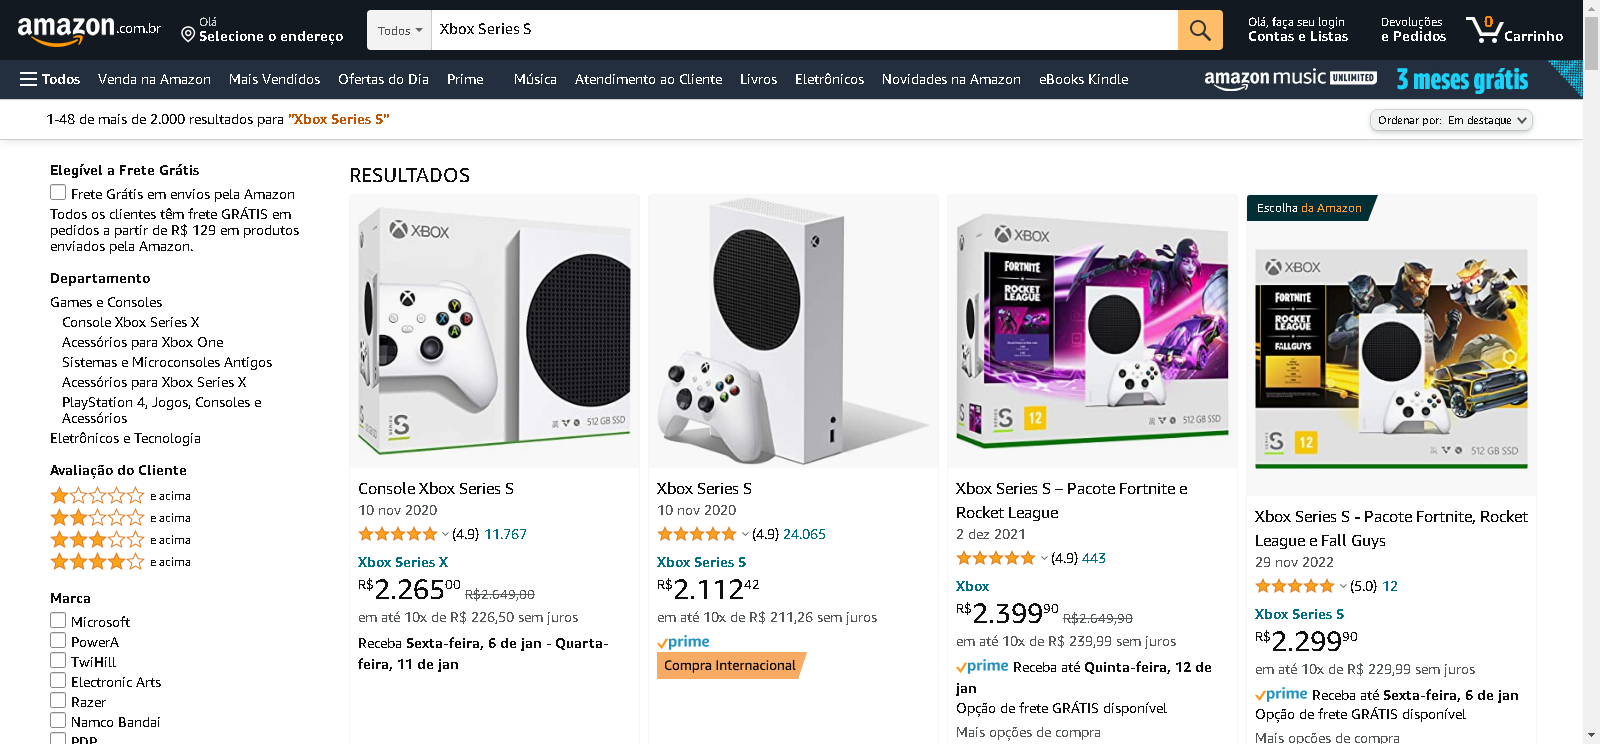 amazon.com.br
Olá
Selecione o endereço
Todos
Xbox Series S
Olá, faça seu login
Contas e Listas
Devoluções
e Pedidos
0
Carrinho
Todos
Venda na Amazon
Mais Vendidos
Ofertas do Dia
Prime
Música
Atendimento ao Cliente
Livros
Eletrônicos
Novidades na Amazon
eBooks Kindle
amazon music UNLIMITED
3 meses grátis
1-48 de mais de 2.000 resultados para "Xbox Series S"
Ordenar por: Em destaque
Elegível a Frete Grátis
Frete Grátis em envios pela Amazon
Todos os clientes têm frete GRÁTIS em
pedidos a partir de R$ 129 em produtos
enviados pela Amazon.
Departamento
Games e Consoles
Console Xbox Series X
Acessórios para Xbox One
Sistemas e Microconsoles Antigos
Acessórios para Xbox Series X
PlayStation 4, Jogos, Consoles e
Acessórios
Eletrônicos e Tecnologia
Avaliação do Cliente
e acima
e acima
e acima
e acima
Marca
Microsoft
PowerA
TwiHill
Electronic Arts
Razer
Namco Bandai
PDP
RESULTADOS
XBOX
X Y A B
SERIES S
512 GB SSD
Console Xbox Series S
10 nov 2020
(4.9) 11.767
Xbox Series X
R$2.26500 R$2.649,00
em até 10x de R$ 226,50 sem juros
Receba Sexta-feira, 6 de jan - Quarta-
feira, 11 de jan
Xbox Series S
10 nov 2020
(4.9) 24.065
Xbox Series S
R$2.11242
em até 10x de R$ 211,26 sem juros
prime
Compra Internacional
XBOX
FORTNITE
ROCKET
LEAGUE
SERIES S
12
512 GB SSD
Xbox Series S – Pacote Fortnite e
Rocket League
2 dez 2021
(4.9) 443
Xbox
R$2.39990 R$2.649,90
em até 10x de R$ 239,99 sem juros
prime Receba até Quinta-feira, 12 de
jan
Opção de frete GRÁTIS disponível
Mais opções de compra
Escolha da Amazon
XBOX
FORTNITE
ROCKET
LEAGUE
FALL GUYS
SERIES S
12
512 GB SSD
Xbox Series S - Pacote Fortnite, Rocket
League e Fall Guys
29 nov 2022
(5.0) 12
Xbox Series S
R$2.29990
em até 10x de R$ 229,99 sem juros
prime Receba até Sexta-feira, 6 de jan
Opção de frete GRÁTIS disponível
Mais opções de compra